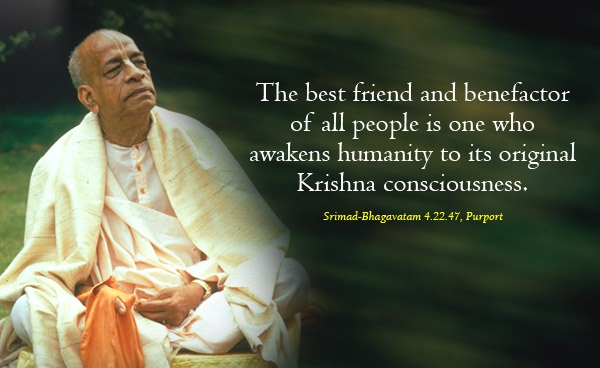 The best friend and benefactor
of all people is one who
awakens humanity to its original
Krishna consciousness.
Srimad-Bhagavatam 4.22.47, Purport